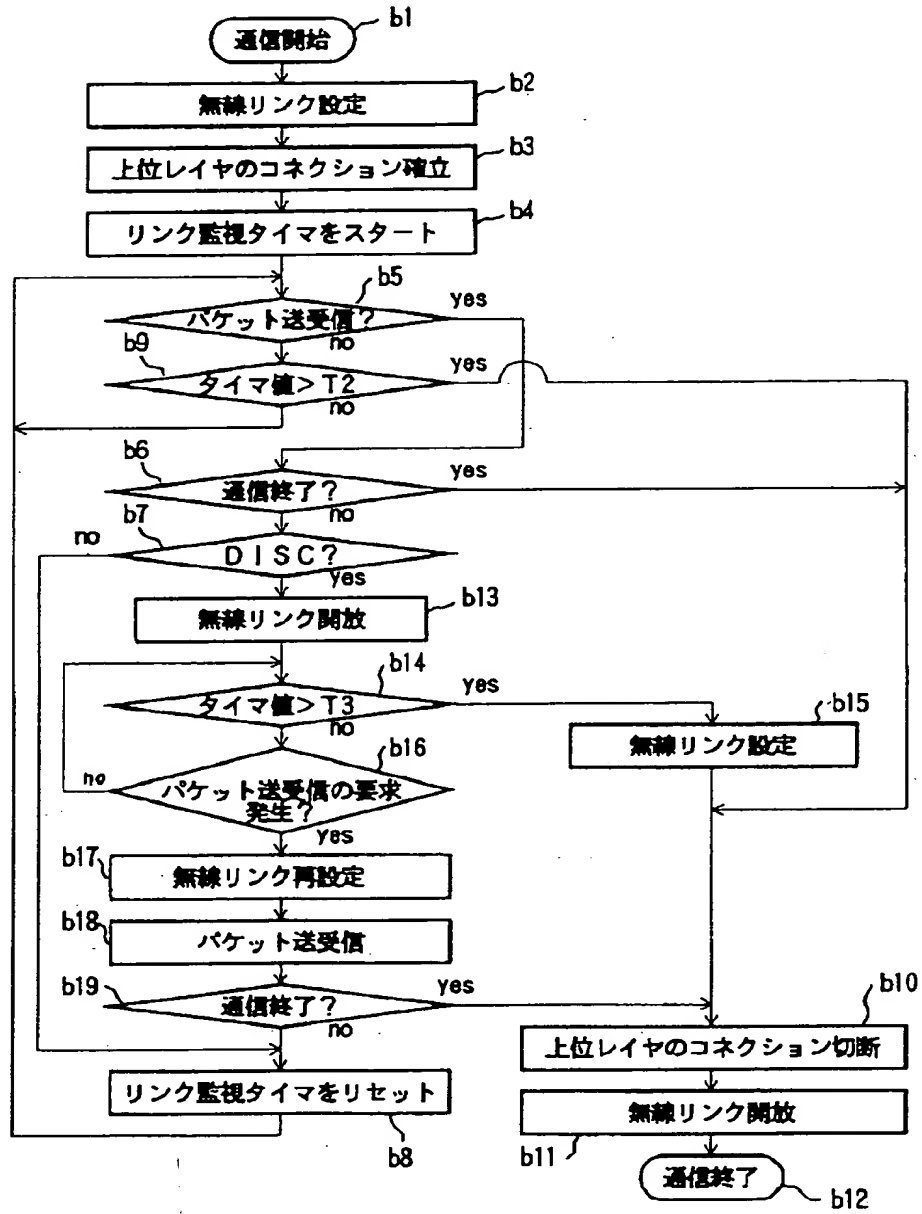 b1
通信開始
b2
無線リンク設定
b3
上位レイヤのコネクション確立
b4
リンク監視タイマをスタート
b5
パケット送受信？
yes
no
b9
タイマ値＞T2
yes
no
b6
通信終了？
yes
no
b7
no
DISC？
yes
b13
無線リンク開放
b14
タイマ値＞T3
yes
no
b15
無線リンク設定
b16
no
パケット送受信の要求
発生？
yes
b17
無線リンク再設定
b18
パケット送受信
b19
通信終了？
yes
no
b10
上位レイヤのコネクション切断
リンク監視タイマをリセット
b8
無線リンク開放
b11
通信終了
b12